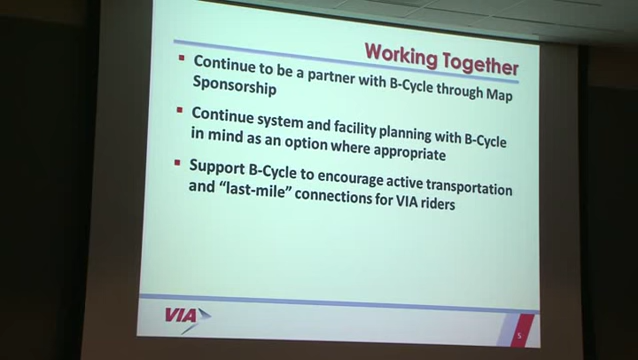 Working Together
Continue to be a partner with B-Cycle through Map
Sponsorship
Continue system and facility planning with B-Cycle
in mind as an option where appropriate
Support B-Cycle to encourage active transportation
and “last-mile” connections for VIA riders
VIA
5